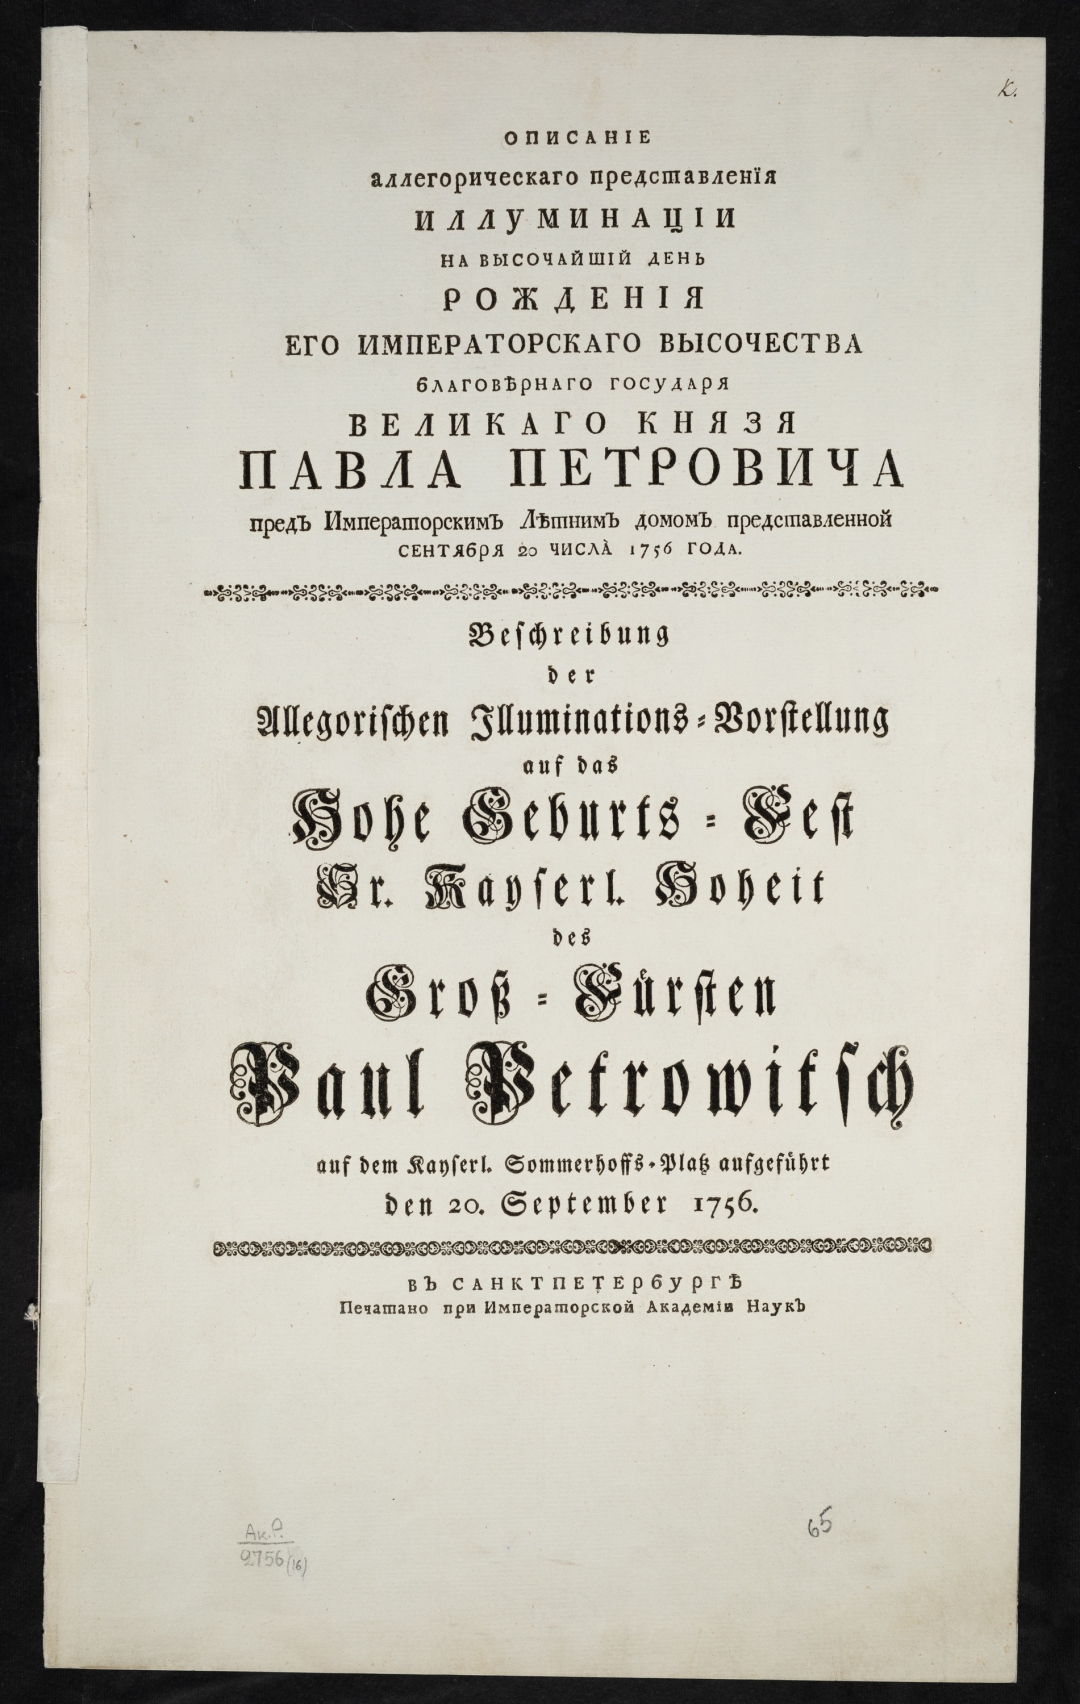 К.
ОПИСАНІЕ
аллегорическаго представленїя
ИЛЛУМИНАЦІИ
НА ВЫСОЧАЙШІЙ ДЕНЬ
РОЖДЕНІЯ
ЕГО ИМПЕРАТОРСКАГО ВЫСОЧЕСТВА
БЛАГОВѢРНАГО ГОСУДАРЯ
ВЕЛИКАГО КНЯЗЯ
ПАВЛА ПЕТРОВИЧА
предЪ ИмператорскимЪ ЛѣтнимЪ домомЪ представленной
СЕНТЯБРЯ 20 ЧИСЛА̀ 1756 ГОДА.
Beschreibung
der
Allegorischen Illuminations-Vorstellung
auf das
Hohe Geburts-Fest
Sr. Kayserl. Hoheit
des
Groß-Fürsten
Paul Petrowitsch
auf dem Kayserl. Sommerhoffs-Platz aufgeführt
den 20. September 1756.
ВЪ САНКТПЕТЕРБУРГѢ
Печатано при Императорской Академїи НаукЪ
65
Ак.Р.
2756(16)